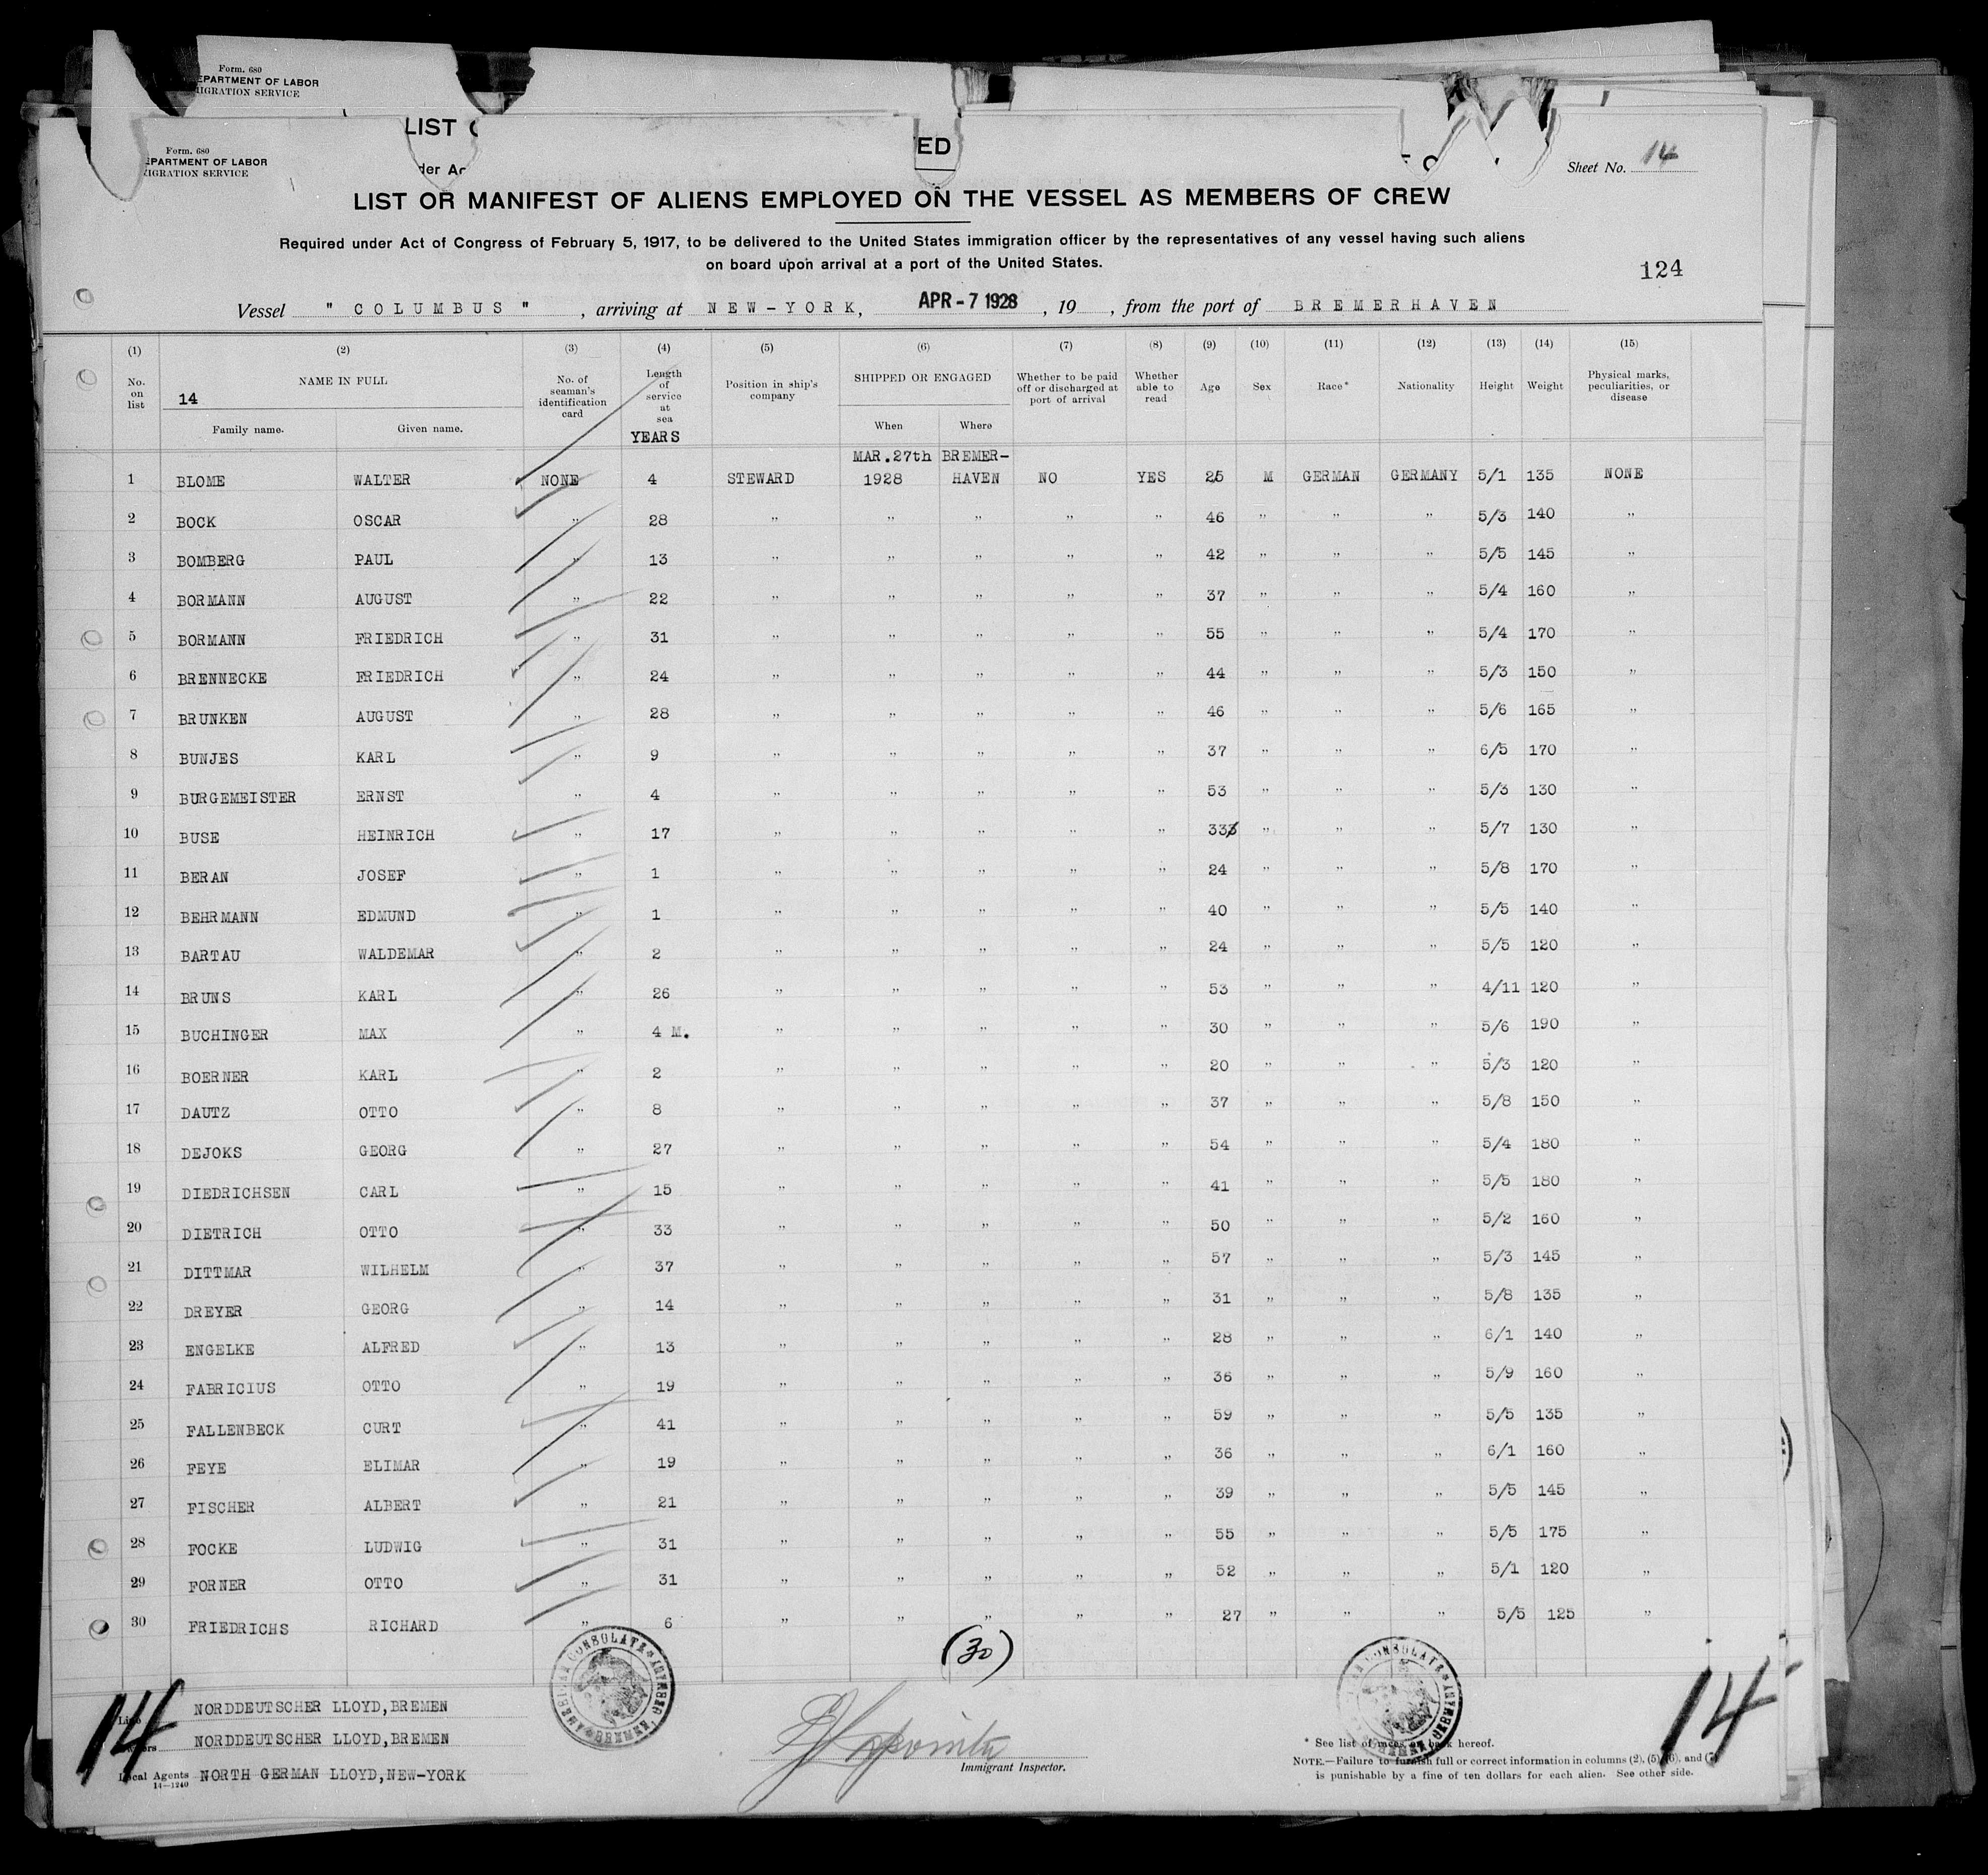 Form. 680
EPARTMENT OF LABOR
IGRATION SERVICE
LIST
ED
Form. 680
EPARTMENT OF LABOR
IGRATION SERVICE
der Ac
Sheet No. 14
LIST OR MANIFEST OF ALIENS EMPLOYED ON THE VESSEL AS MEMBERS OF CREW
Required under Act of Congress of February 5, 1917, to be delivered to the United States immigration officer by the representatives of any vessel having such aliens
on board upon arrival at a port of the United States.
124
Vessel " COLUMBUS " , arriving at NEW-YORK, APR-7 1928 , 19 , from the port of BREMERHAVEN
(1) (2) (3) (4) (5) (6) (7) (8) (9) (10) (11) (12) (13) (14) (15)
No. on list NAME IN FULL 14 Family name. Given name. No. of seaman's identification card Length of service at sea YEARS Position in ship's company SHIPPED OR ENGAGED When Where Whether to be paid off or discharged at port of arrival Whether able to read Age Sex Race* Nationality Height Weight Physical marks, peculiarities, or disease
MAR.27th BREMER-
1 BLOME WALTER NONE 4 STEWARD 1928 HAVEN NO YES 25 M GERMAN GERMANY 5/1 135 NONE
2 BOCK OSCAR " 28 " " " " " 46 " " " 5/3 140 "
3 BOMBERG PAUL " 13 " " " " " 42 " " " 5/5 145 "
4 BORMANN AUGUST " 22 " " " " " 37 " " " 5/4 160 "
5 BORMANN FRIEDRICH " 31 " " " " " 55 " " " 5/4 170 "
6 BRENNECKE FRIEDRICH " 24 " " " " " 44 " " " 5/3 150 "
7 BRUNKEN AUGUST " 28 " " " " " 46 " " " 5/6 165 "
8 BUNJES KARL " 9 " " " " " 37 " " " 6/5 170 "
9 BURGEMEISTER ERNST " 4 " " " " " 53 " " " 5/3 130 "
10 BUSE HEINRICH " 17 " " " " " 333 " " " 5/7 130 "
11 BERAN JOSEF " 1 " " " " " 24 " " " 5/8 170 "
12 BEHRMANN EDMUND " 1 " " " " " 40 " " " 5/5 140 "
13 BARTAU WALDEMAR " 2 " " " " " 24 " " " 5/5 120 "
14 BRUNS KARL " 26 " " " " " 53 " " " 4/11 120 "
15 BUCHINGER MAX " 4 M. " " " " " 30 " " " 5/6 190 "
16 BOERNER KARL " 2 " " " " " 20 " " " 5/3 120 "
17 DAUTZ OTTO " 8 " " " " " 37 " " " 5/8 150 "
18 DEJOKS GEORG " 27 " " " " " 54 " " " 5/4 180 "
19 DIEDRICHSEN CARL " 15 " " " " " 41 " " " 5/5 180 "
20 DIETRICH OTTO " 33 " " " " " 50 " " " 5/2 160 "
21 DITTMAR WILHELM " 37 " " " " " 57 " " " 5/3 145 "
22 DREYER GEORG " 14 " " " " " 31 " " " 5/8 135 "
23 ENGELKE ALFRED " 13 " " " " " 28 " " " 6/1 140 "
24 FABRICIUS OTTO " 19 " " " " " 36 " " " 5/9 160 "
25 FALLENBECK CURT " 41 " " " " " 59 " " " 5/5 135 "
26 FEYE ELIMAR " 19 " " " " " 36 " " " 6/1 160 "
27 FISCHER ALBERT " 21 " " " " " 39 " " " 5/5 145 "
28 FOCKE LUDWIG " 31 " " " " " 55 " " " 5/5 175 "
29 FORNER OTTO " 31 " " " " " 52 " " " 5/1 120 "
30 FRIEDRICHS RICHARD " 6 " " " " " 27 " " " 5/5 125 "
(30)
AMERICAN CONSULATE BREMEN, GERMANY
CONSULATE GERMANY
14
14
Line NORDDEUTSCHER LLOYD,BREMEN
NORDDEUTSCHER LLOYD,BREMEN
Local Agents NORTH GERMAN LLOYD,NEW-YORK
14—1240
Immigrant Inspector.
* See list of races on back hereof.
NOTE.—Failure to furnish full or correct information in columns (2), (5), (6), and (7)
is punishable by a fine of ten dollars for each alien. See other side.